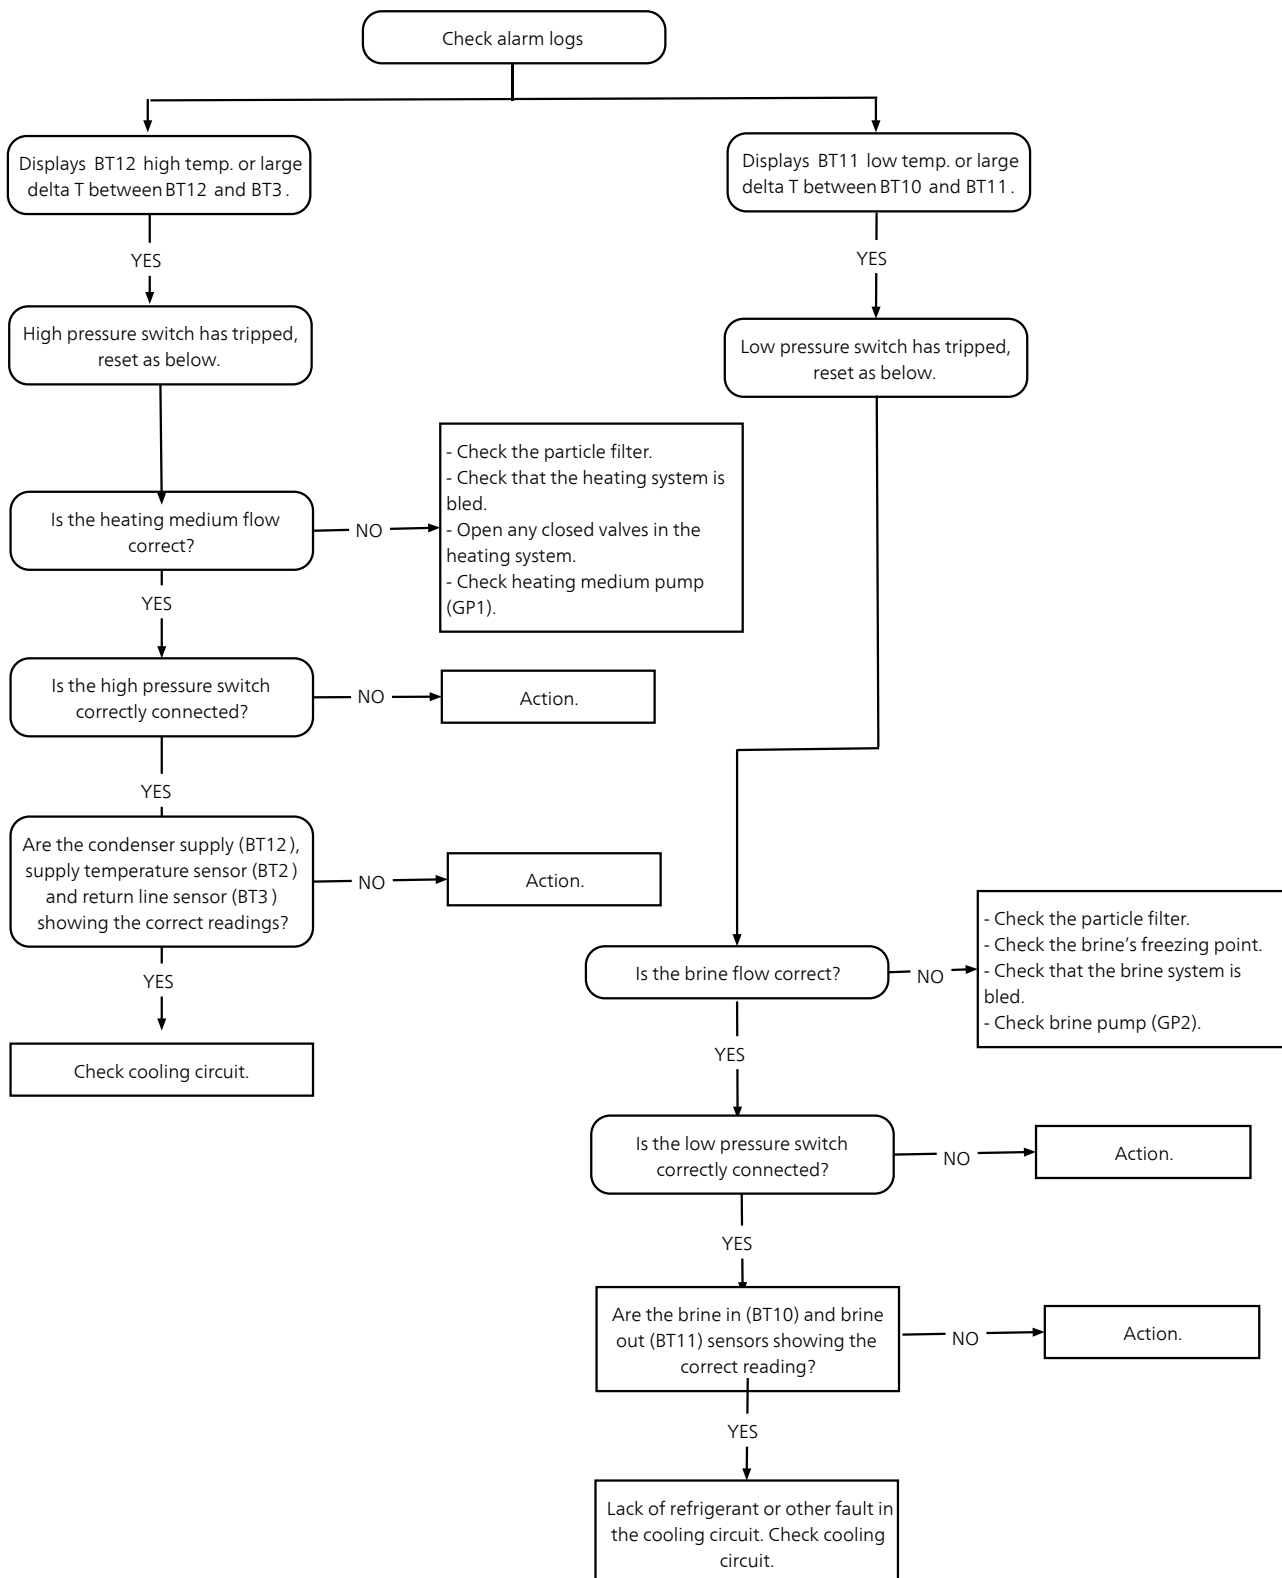 Check alarm logs
Displays BT12 high temp. or large
delta T between BT12 and BT3.
YES
High pressure switch has tripped,
reset as below.
Is the heating medium flow
correct?
NO
- Check the particle filter.
- Check that the heating system is
bled.
- Open any closed valves in the
heating system.
- Check heating medium pump
(GP1).
YES
Is the high pressure switch
correctly connected?
NO
Action.
YES
Are the condenser supply (BT12),
supply temperature sensor (BT2)
and return line sensor (BT3)
showing the correct readings?
NO
Action.
YES
Check cooling circuit.
Displays BT11 low temp. or large
delta T between BT10 and BT11.
YES
Low pressure switch has tripped,
reset as below.
Is the brine flow correct?
NO
- Check the particle filter.
- Check the brine's freezing point.
- Check that the brine system is
bled.
- Check brine pump (GP2).
YES
Is the low pressure switch
correctly connected?
NO
Action.
YES
Are the brine in (BT10) and brine
out (BT11) sensors showing the
correct reading?
NO
Action.
YES
Lack of refrigerant or other fault in
the cooling circuit. Check cooling
circuit.